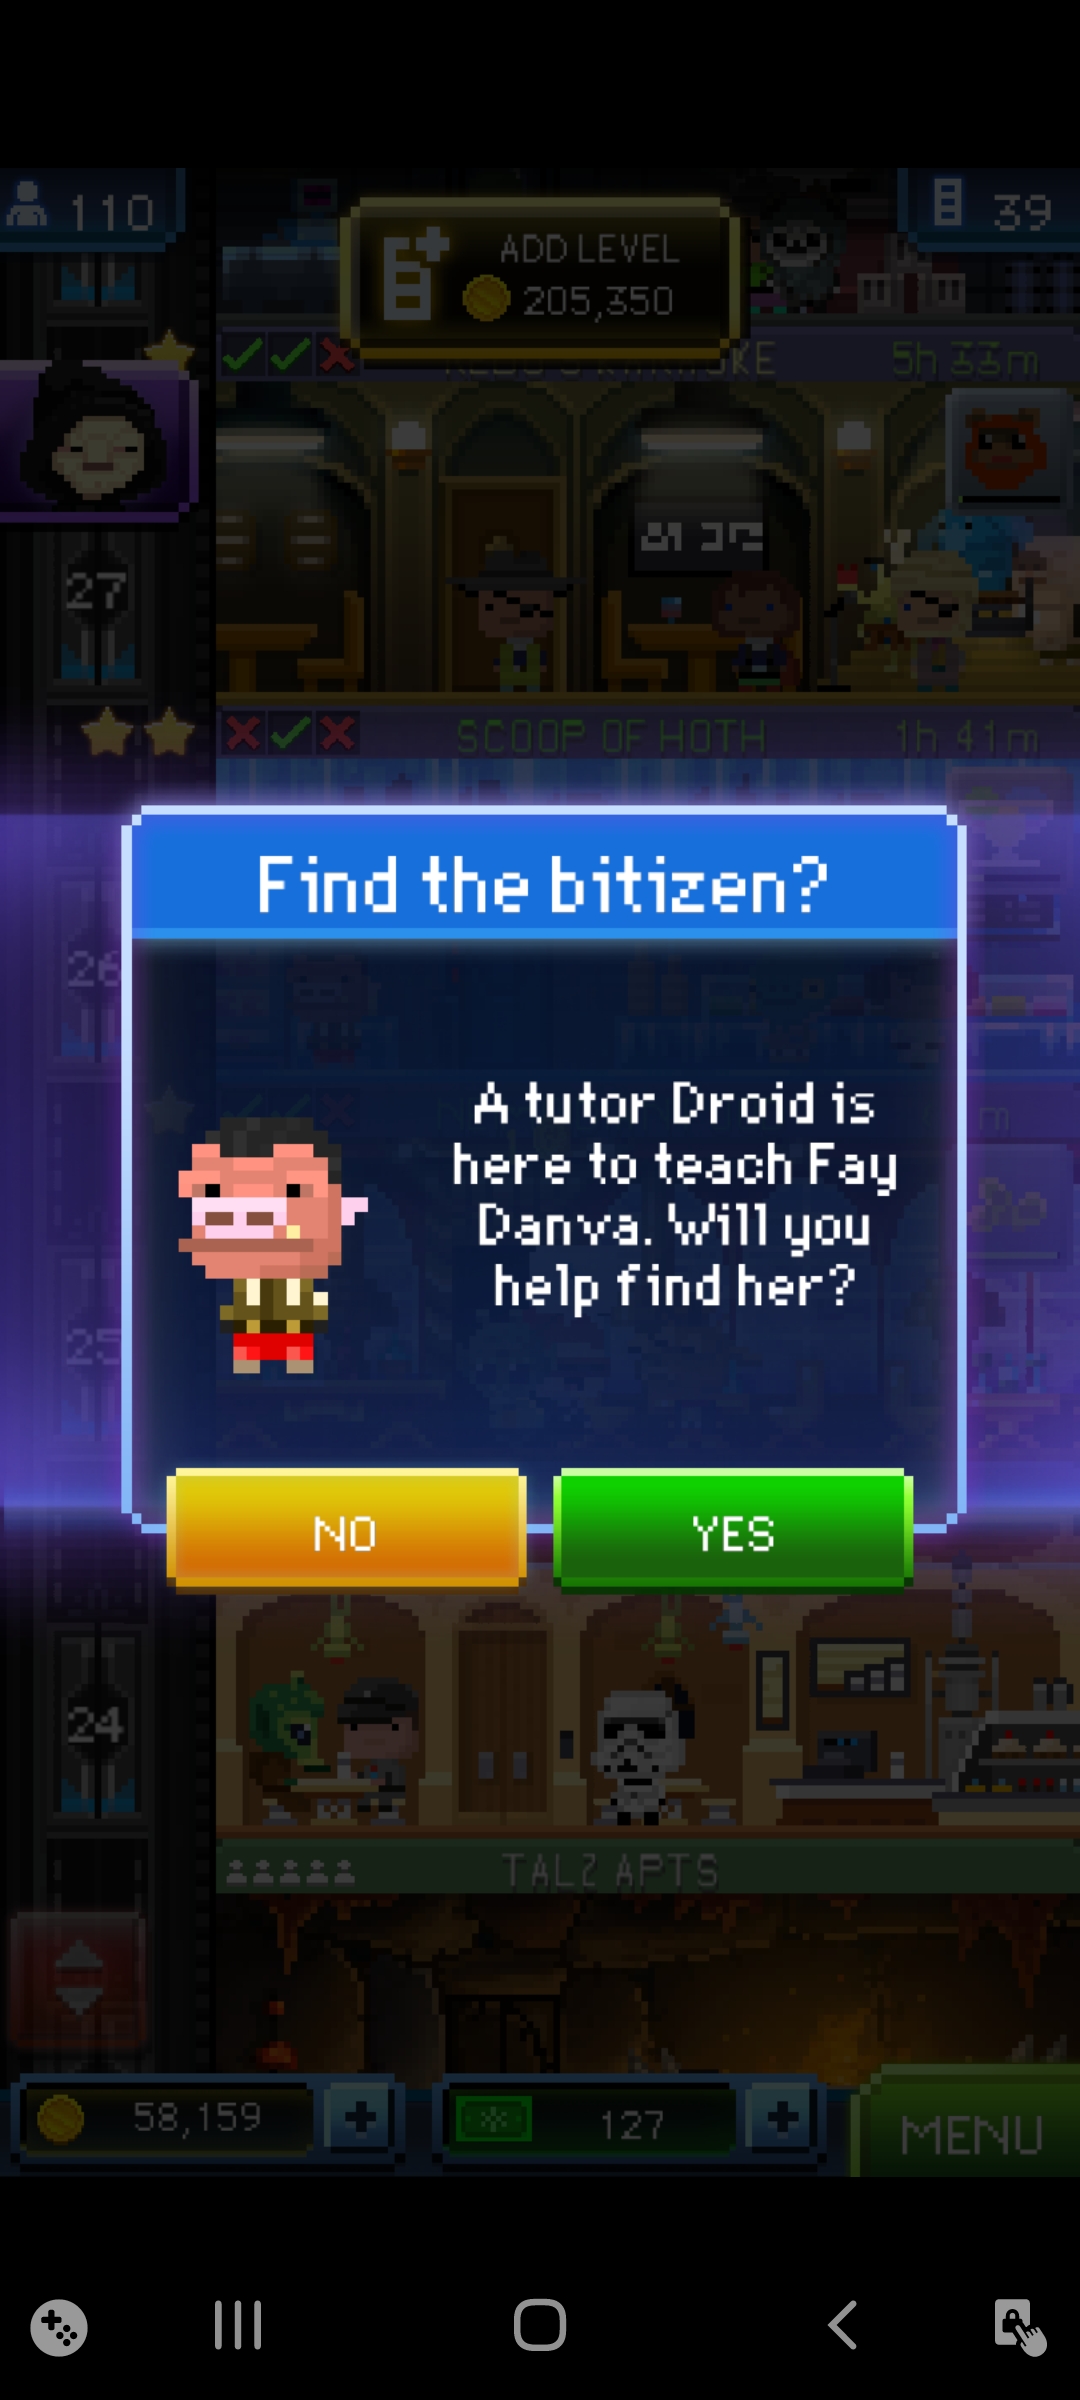 110
39
ADD LEVEL
205,350
5h 33m
27
SCOOP OF HOTH
1h 41m
Find the bitizen?
26
A tutor Droid is
here to teach Fay
Danva. Will you
help find her?
25
NO
YES
24
TALZ APTS
58,159
127
MENU